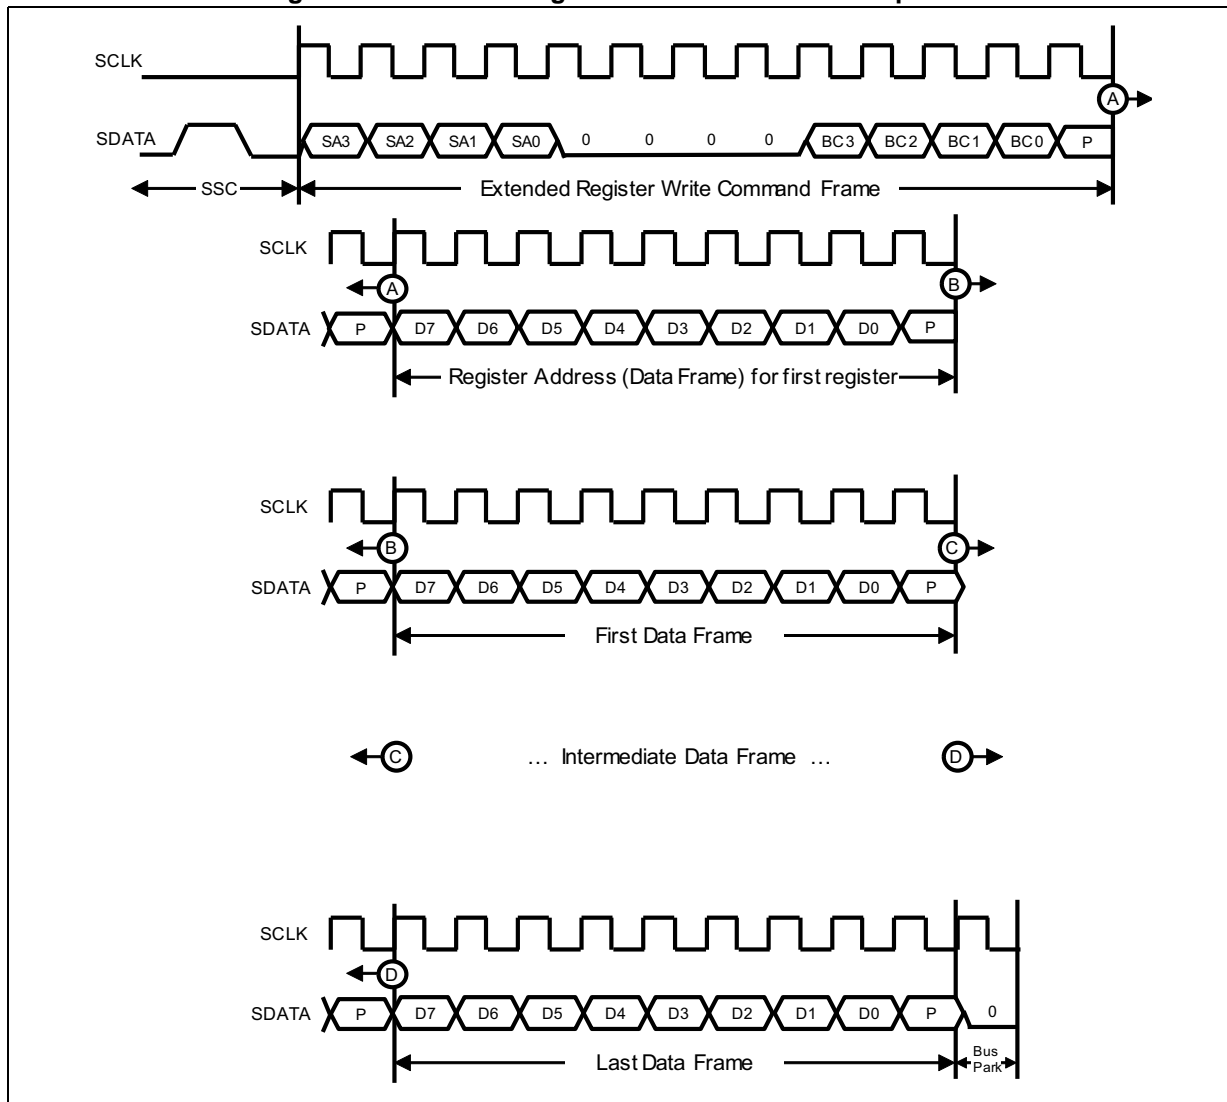 SCLK
A
SDATA SA3 SA2 SA1 SA0 0 0 0 0 BC3 BC2 BC1 BC0 P
SSC Extended Register Write Command Frame
SCLK
A B
SDATA P D7 D6 D5 D4 D3 D2 D1 D0 P
Register Address (Data Frame) for first register
SCLK
B C
SDATA P D7 D6 D5 D4 D3 D2 D1 D0 P
First Data Frame
C ... Intermediate Data Frame ... D
SCLK
D
SDATA P D7 D6 D5 D4 D3 D2 D1 D0 P 0
Last Data Frame Bus
Park